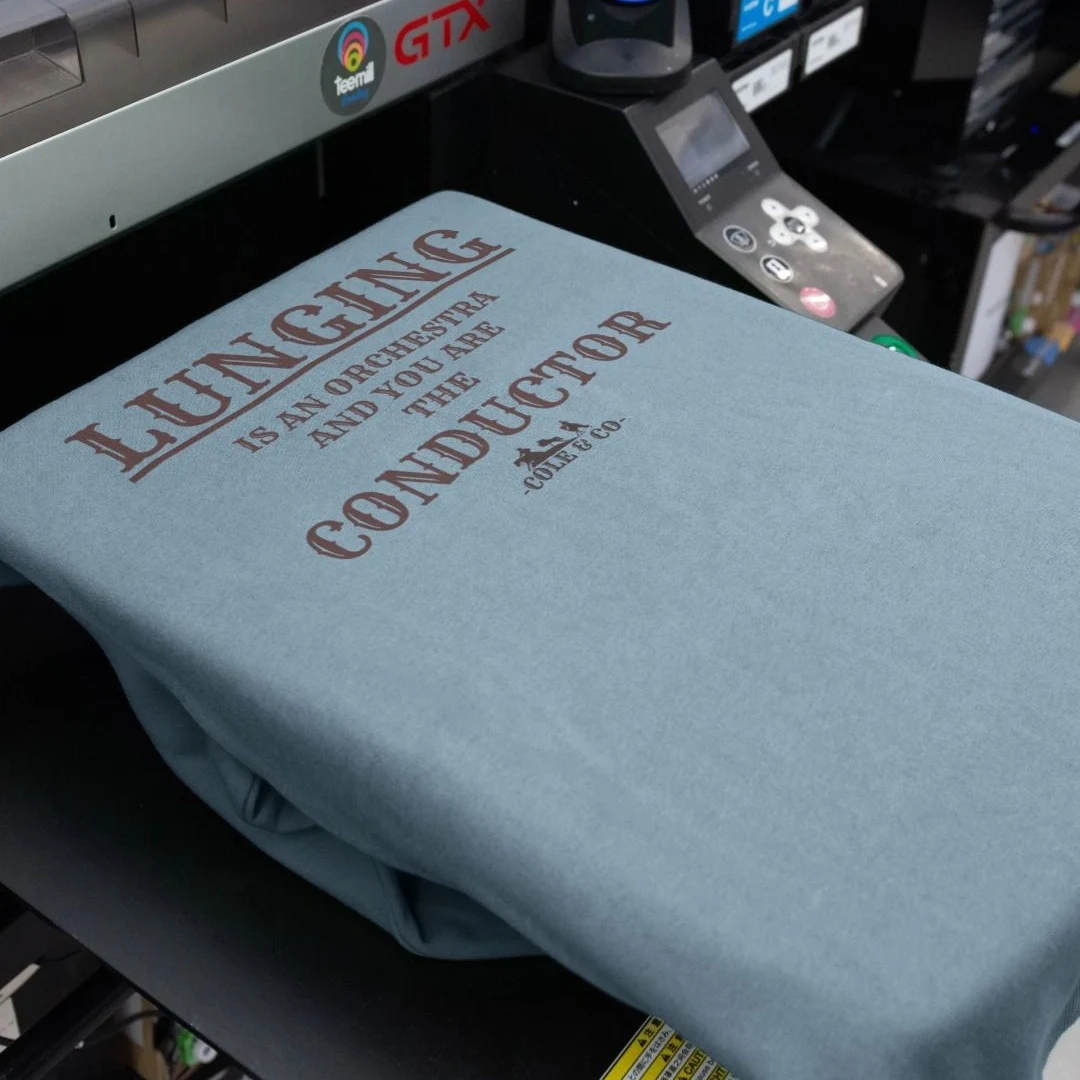 teemill
GTX
C
LUNGING
IS AN ORCHESTRA
AND YOU ARE
THE
CONDUCTOR
-COLE & CO-